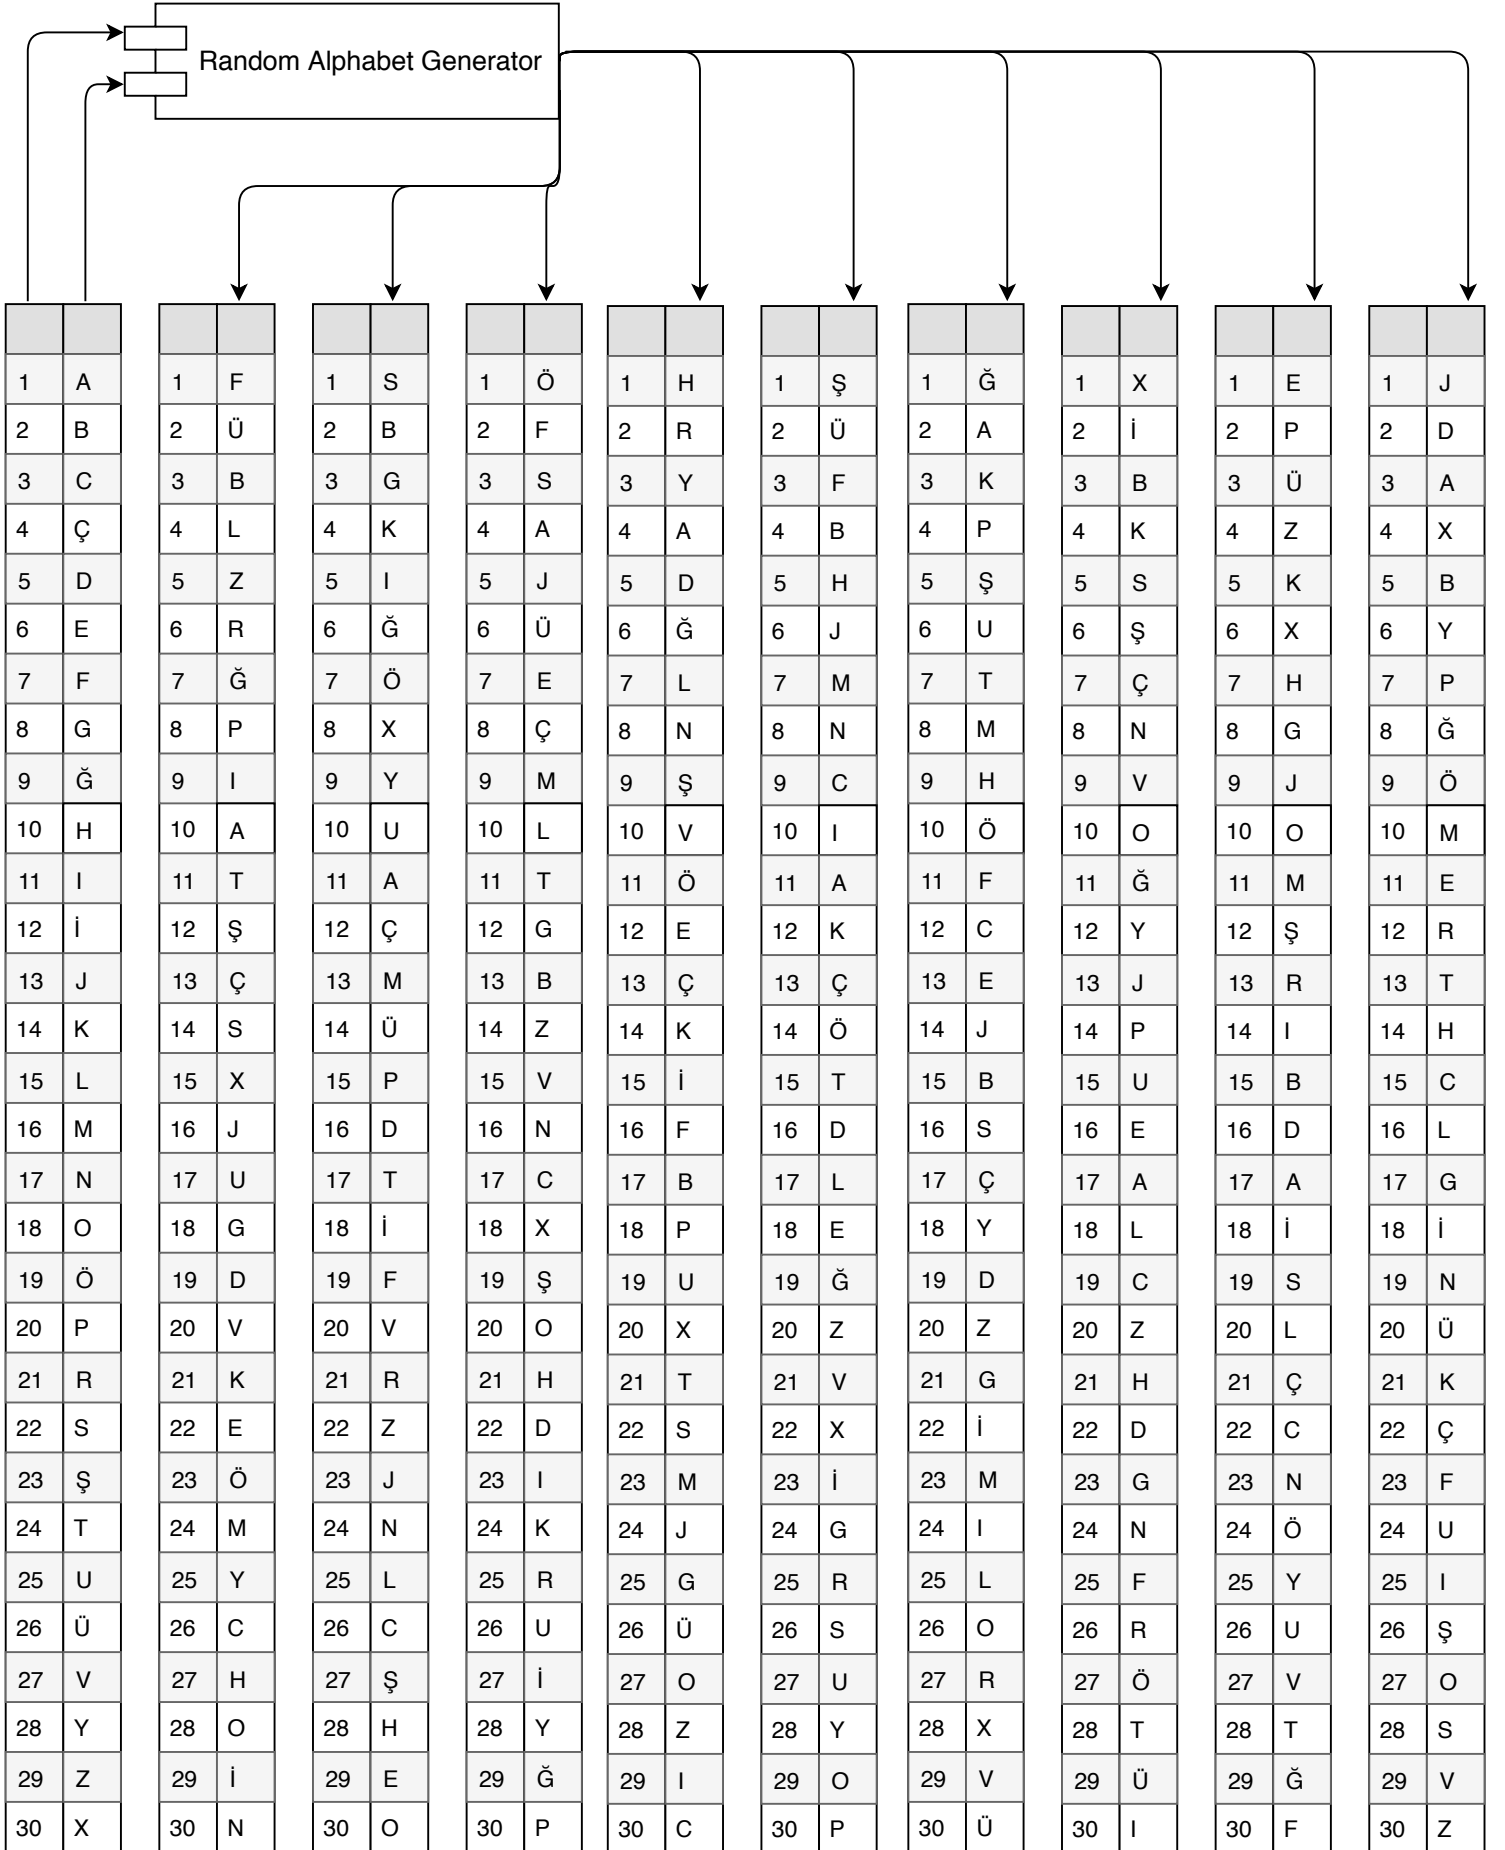 Random Alphabet Generator
1 A 1 F 1 S 1 Ö 1 H 1 Ş 1 Ğ 1 X 1 E 1 J
2 B 2 Ü 2 B 2 F 2 R 2 Ü 2 A 2 İ 2 P 2 D
3 C 3 B 3 G 3 S 3 Y 3 F 3 K 3 B 3 Ü 3 A
4 Ç 4 L 4 K 4 A 4 A 4 B 4 P 4 K 4 Z 4 X
5 D 5 Z 5 I 5 J 5 D 5 H 5 Ş 5 S 5 K 5 B
6 E 6 R 6 Ğ 6 Ü 6 Ğ 6 J 6 U 6 Ş 6 X 6 Y
7 F 7 Ğ 7 Ö 7 E 7 L 7 M 7 T 7 Ç 7 H 7 P
8 G 8 P 8 X 8 Ç 8 N 8 N 8 M 8 N 8 G 8 Ğ
9 Ğ 9 I 9 Y 9 M 9 Ş 9 C 9 H 9 V 9 J 9 Ö
10 H 10 A 10 U 10 L 10 V 10 I 10 Ö 10 O 10 O 10 M
11 I 11 T 11 A 11 T 11 Ö 11 A 11 F 11 Ğ 11 M 11 E
12 İ 12 Ş 12 Ç 12 G 12 E 12 K 12 C 12 Y 12 Ş 12 R
13 J 13 Ç 13 M 13 B 13 Ç 13 Ç 13 E 13 J 13 R 13 T
14 K 14 S 14 Ü 14 Z 14 K 14 Ö 14 J 14 P 14 I 14 H
15 L 15 X 15 P 15 V 15 İ 15 T 15 B 15 U 15 B 15 C
16 M 16 J 16 D 16 N 16 F 16 D 16 S 16 E 16 D 16 L
17 N 17 U 17 T 17 C 17 B 17 L 17 Ç 17 A 17 A 17 G
18 O 18 G 18 İ 18 X 18 P 18 E 18 Y 18 L 18 İ 18 İ
19 Ö 19 D 19 F 19 Ş 19 U 19 Ğ 19 D 19 C 19 S 19 N
20 P 20 V 20 V 20 O 20 X 20 Z 20 Z 20 Z 20 L 20 Ü
21 R 21 K 21 R 21 H 21 T 21 V 21 G 21 H 21 Ç 21 K
22 S 22 E 22 Z 22 D 22 S 22 X 22 İ 22 D 22 C 22 Ç
23 Ş 23 Ö 23 J 23 I 23 M 23 İ 23 M 23 G 23 N 23 F
24 T 24 M 24 N 24 K 24 J 24 G 24 I 24 N 24 Ö 24 U
25 U 25 Y 25 L 25 R 25 G 25 R 25 L 25 F 25 Y 25 I
26 Ü 26 C 26 C 26 U 26 Ü 26 S 26 O 26 R 26 U 26 Ş
27 V 27 H 27 Ş 27 İ 27 O 27 U 27 R 27 Ö 27 V 27 O
28 Y 28 O 28 H 28 Y 28 Z 28 Y 28 X 28 T 28 T 28 S
29 Z 29 İ 29 E 29 Ğ 29 I 29 O 29 V 29 Ü 29 Ğ 29 V
30 X 30 N 30 O 30 P 30 C 30 P 30 Ü 30 I 30 F 30 Z